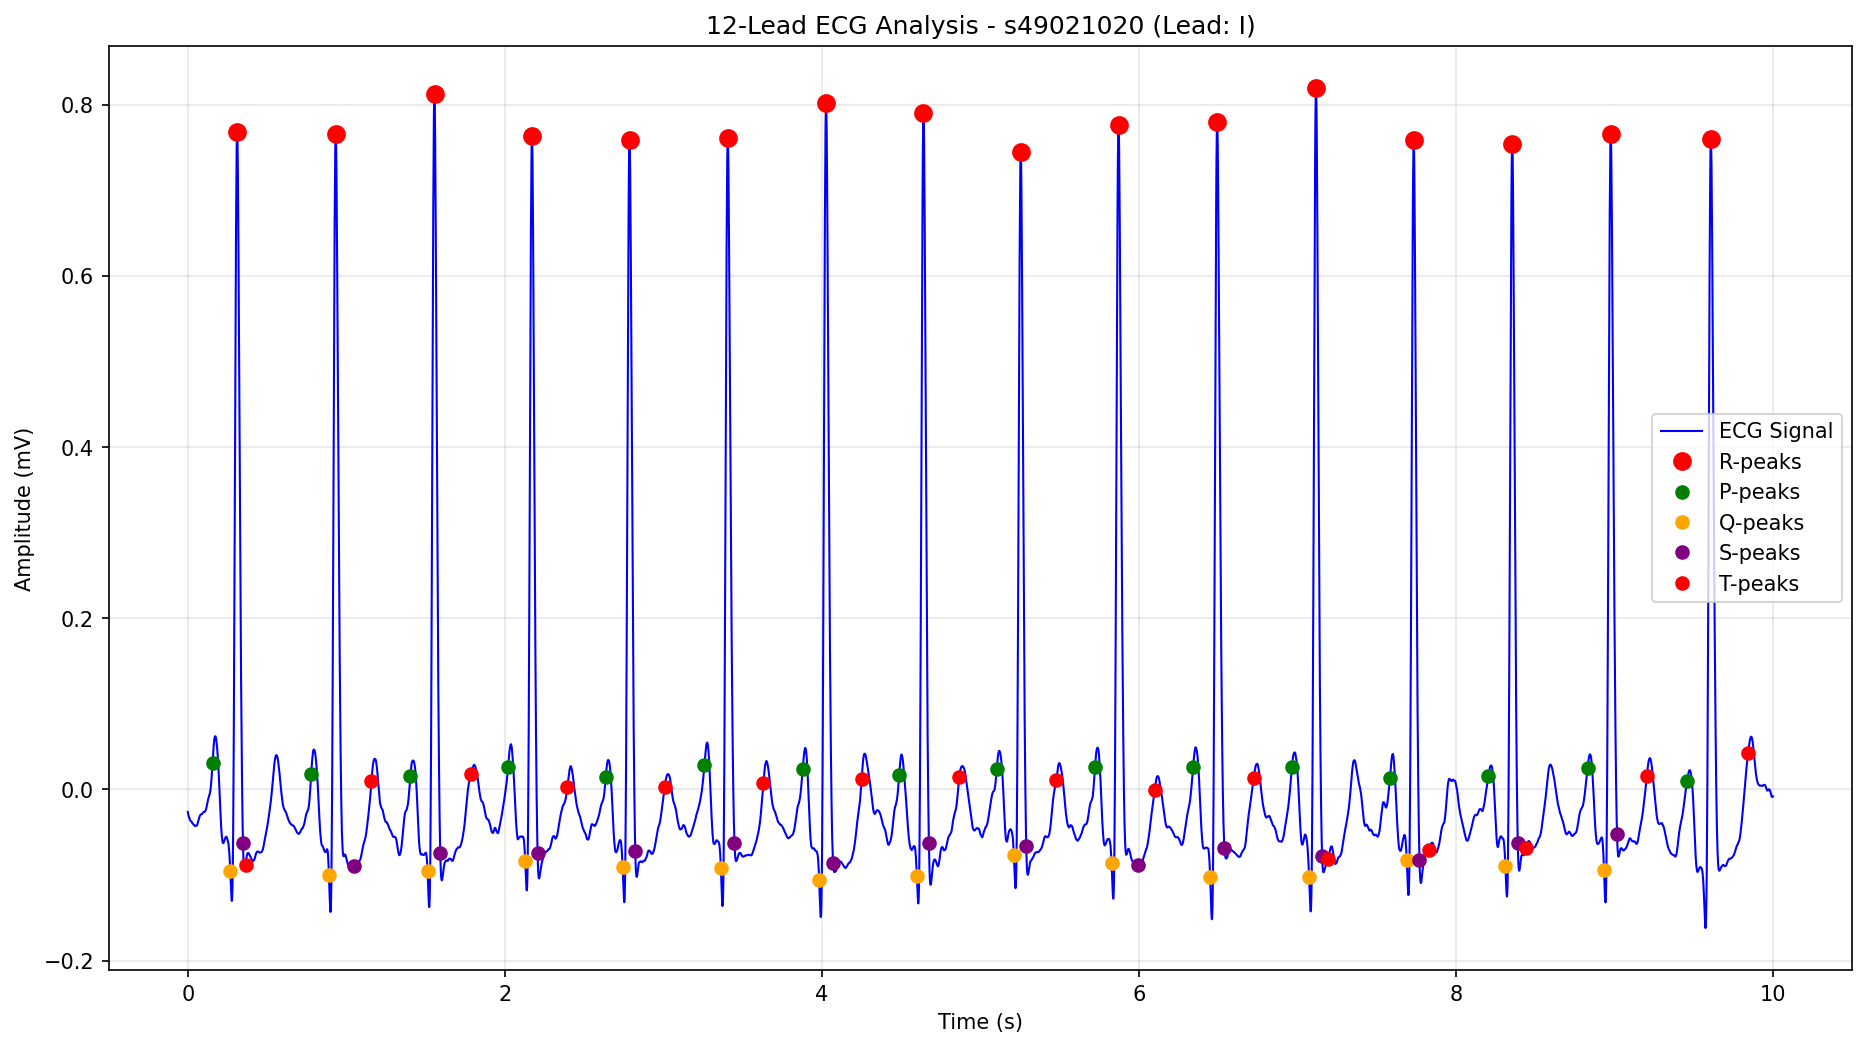 12-Lead ECG Analysis - s49021020 (Lead: I)
Amplitude (mV)
0.8
0.6
0.4
0.2
0.0
−0.2
ECG Signal
R-peaks
P-peaks
Q-peaks
S-peaks
T-peaks
0 2 4 6 8 10
Time (s)